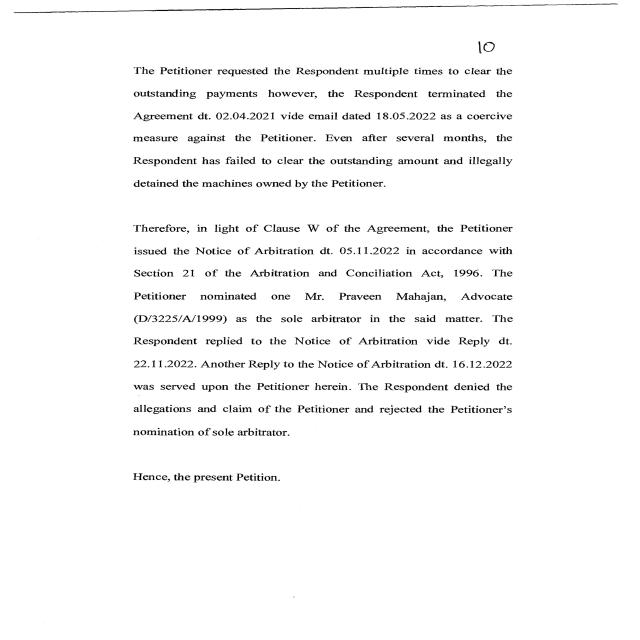 10
The Petitioner requested the Respondent multiple times to clear the
outstanding payments however, the Respondent terminated the
Agreement dt. 02.04.2021 vide email dated 18.05.2022 as a coercive
measure against the Petitioner. Even after several months, the
Respondent has failed to clear the outstanding amount and illegally
detained the machines owned by the Petitioner.
Therefore, in light of Clause W of the Agreement, the Petitioner
issued the Notice of Arbitration dt. 05.11.2022 in accordance with
Section 21 of the Arbitration and Conciliation Act, 1996. The
Petitioner nominated one Mr. Praveen Mahajan, Advocate
(D/3225/A/1999) as the sole arbitrator in the said matter. The
Respondent replied to the Notice of Arbitration vide Reply dt.
22.11.2022. Another Reply to the Notice of Arbitration dt. 16.12.2022
was served upon the Petitioner herein. The Respondent denied the
allegations and claim of the Petitioner and rejected the Petitioner's
nomination of sole arbitrator.
Hence, the present Petition.